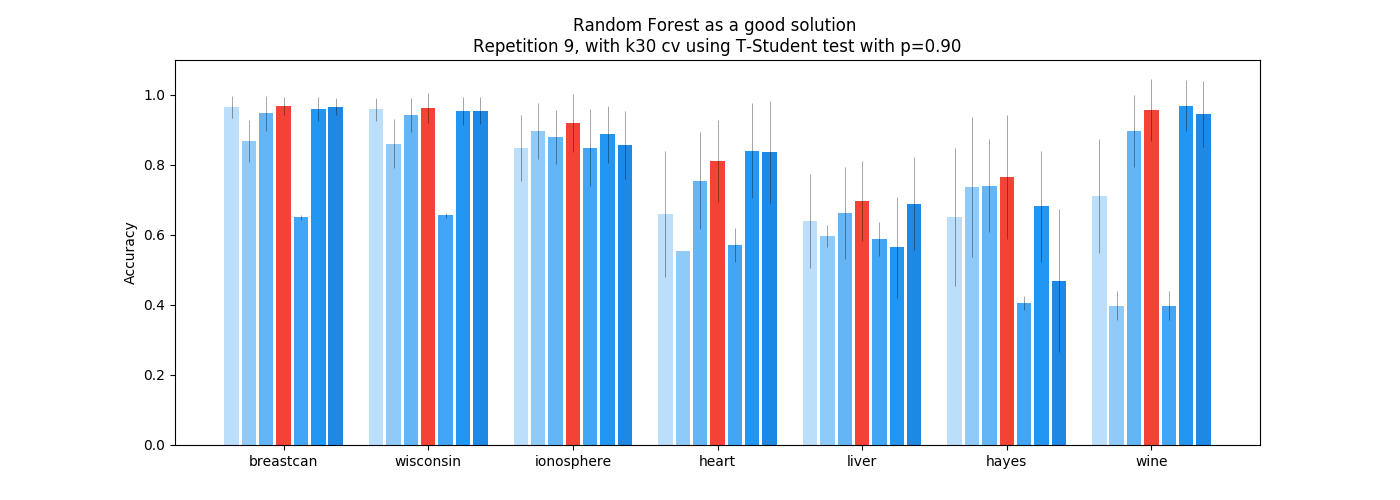 Random Forest as a good solution
Repetition 9, with k30 cv using T-Student test with p=0.90
1.0
0.8
0.6
0.4
0.2
0.0
Accuracy
breastcan wisconsin ionosphere heart liver hayes wine